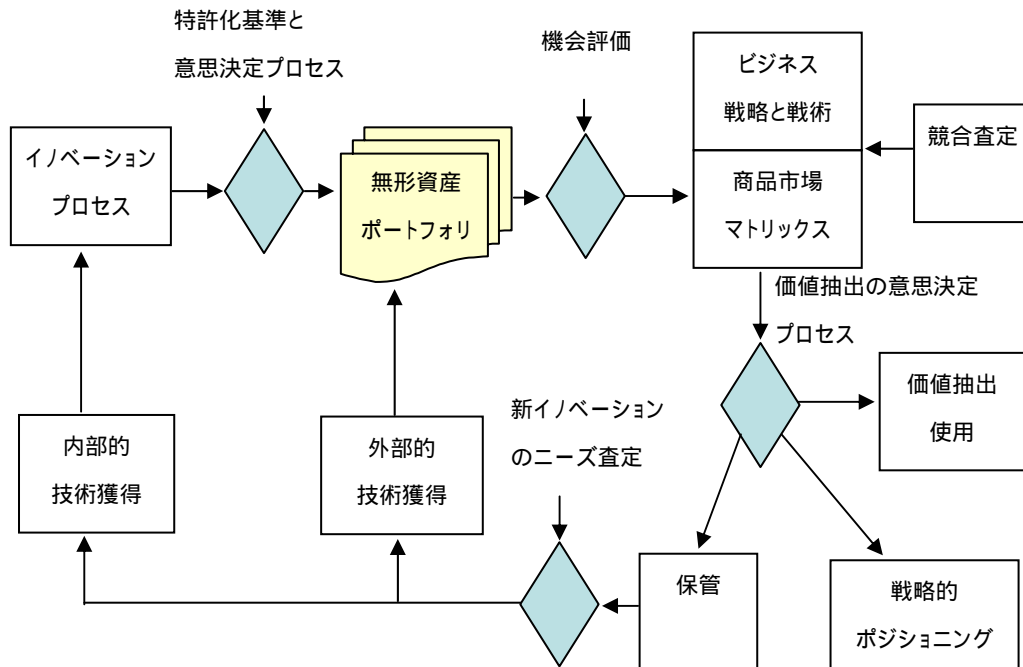 特許化基準と
意思決定プロセス
機会評価
ビジネス
戦略と戦術
商品市場
マトリックス
競合査定
イノベーション
プロセス
無形資産
ポートフォリ
価値抽出の意思決定
プロセス
価値抽出
使用
新イノベーション
のニーズ査定
内部的
技術獲得
外部的
技術獲得
保管
戦略的
ポジショニング